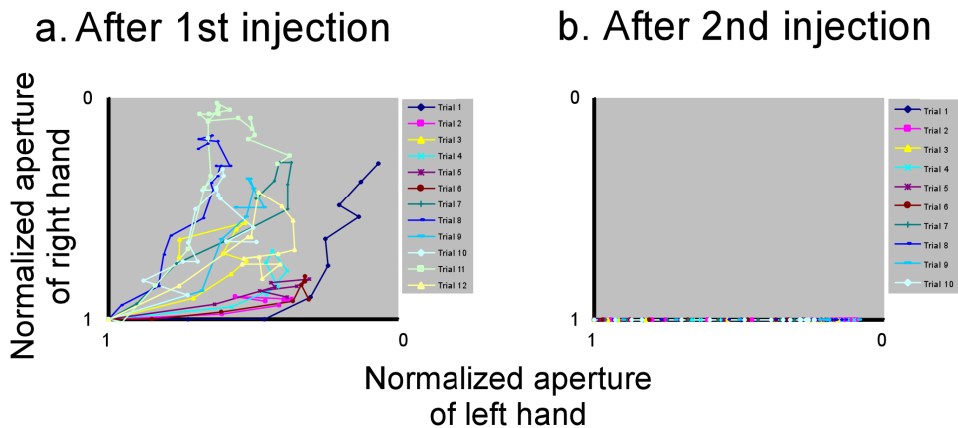 a. After 1st injection
b. After 2nd injection
Normalized aperture
of right hand
0
1
1
0
Trial 1
Trial 2
Trial 3
Trial 4
Trial 5
Trial 6
Trial 7
Trial 8
Trial 9
Trial 10
Trial 11
Trial 12
0
1
1
0
Trial 1
Trial 2
Trial 3
Trial 4
Trial 5
Trial 6
Trial 7
Trial 8
Trial 9
Trial 10
Normalized aperture
of left hand